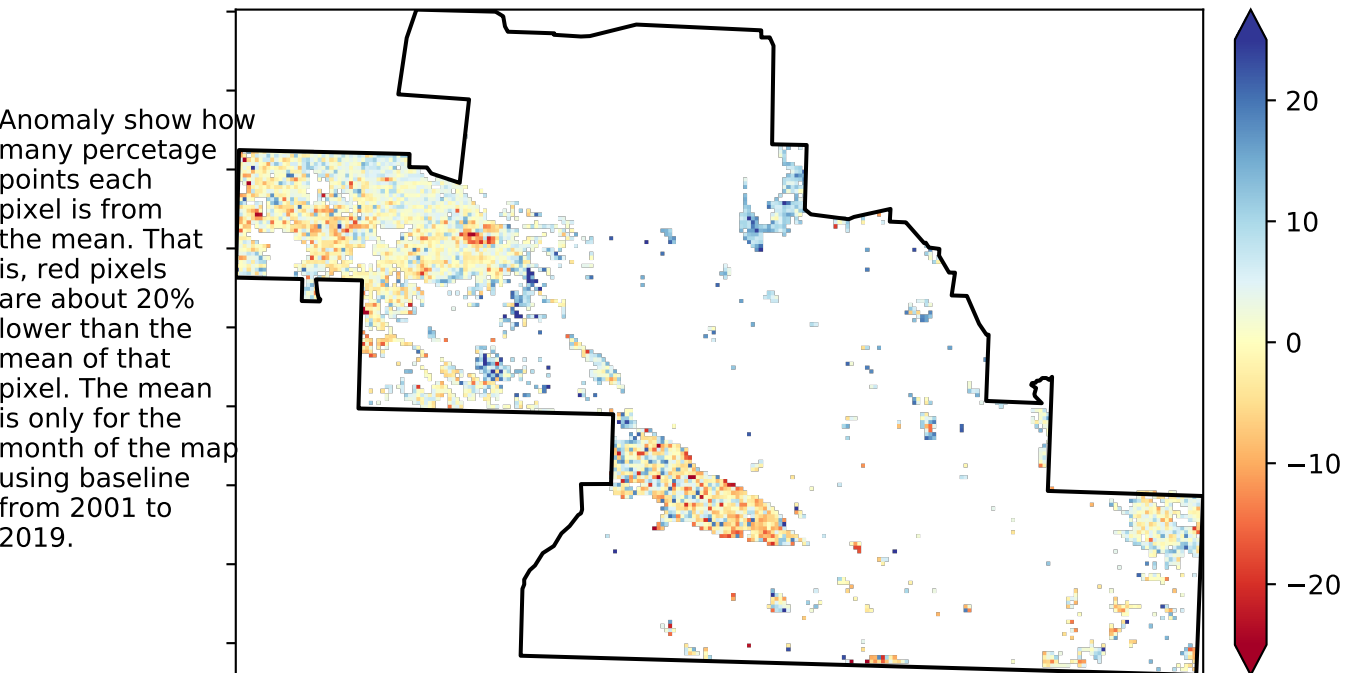 Anomaly show how
many percetage
points each
pixel is from
the mean. That
is, red pixels
are about 20%
lower than the
mean of that
pixel. The mean
is only for the
month of the map
using baseline
from 2001 to
2019.
20
10
0
−10
−20